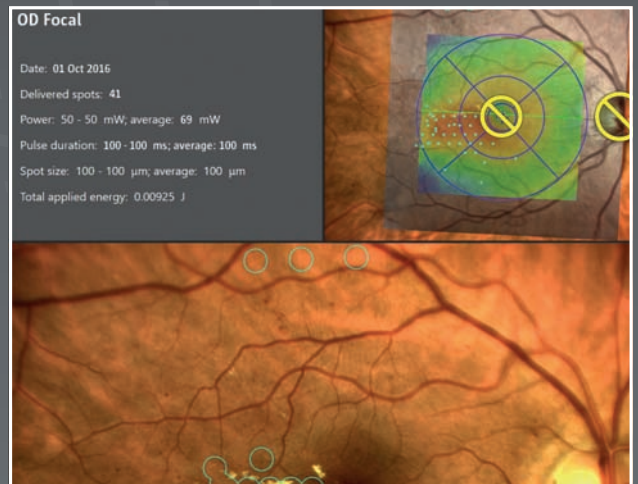 OD Focal
Date: 01 Oct 2016
Delivered spots: 41
Power: 50 - 50 mW; average: 69 mW
Pulse duration: 100 - 100 ms; average: 100 ms
Spot size: 100 - 100 µm; average: 100 µm
Total applied energy: 0.00925 J